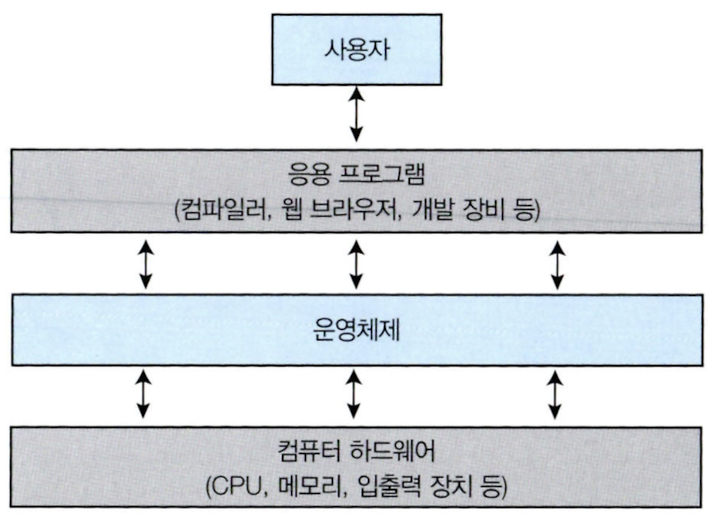 사용자
응용 프로그램
(컴파일러, 웹 브라우저, 개발 장비 등)
운영체제
컴퓨터 하드웨어
(CPU, 메모리, 입출력 장치 등)